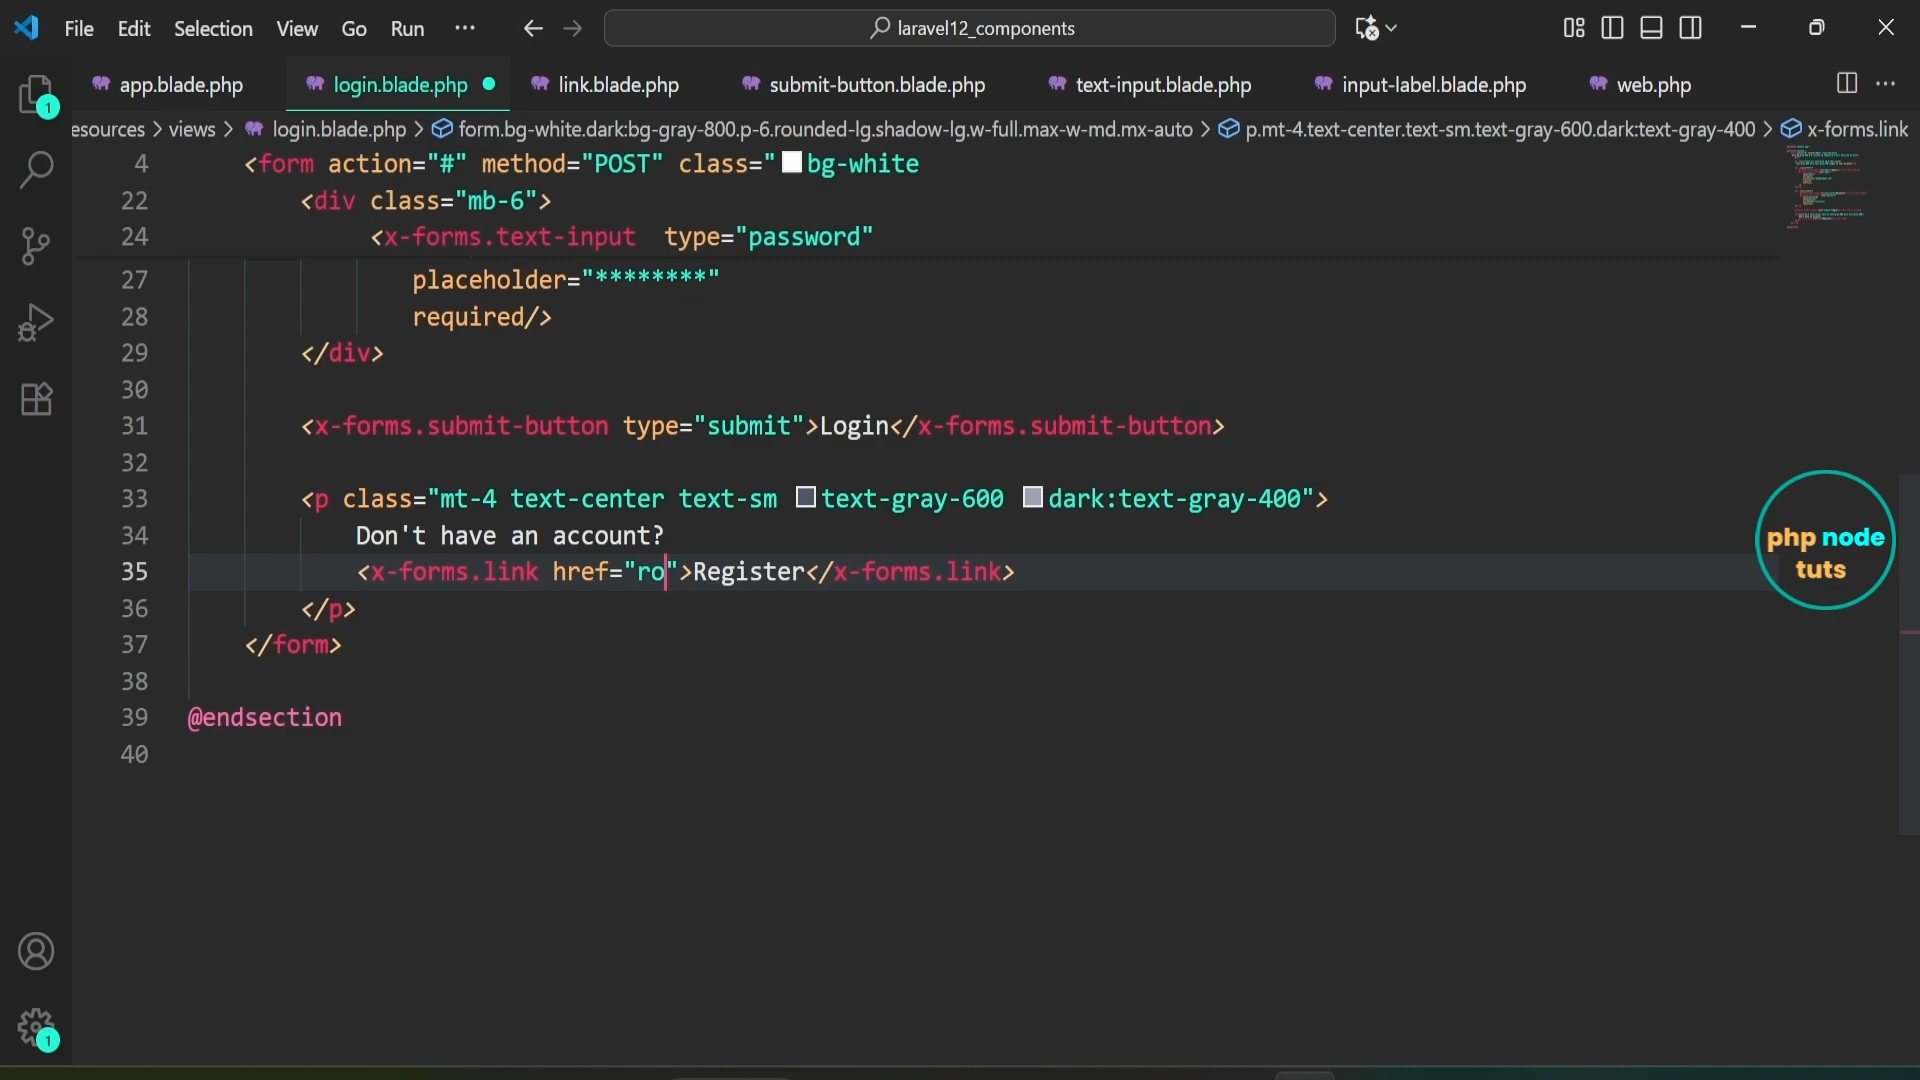 File Edit Selection View Go Run ··· laravel12_components
app.blade.php login.blade.php link.blade.php submit-button.blade.php text-input.blade.php input-label.blade.php web.php
esources > views > login.blade.php > form.bg-white.dark:bg-gray-800.p-6.rounded-lg.shadow-lg.w-full.max-w-md.mx-auto > p.mt-4.text-center.text-sm.text-gray-600.dark:text-gray-400 > x-forms.link
4 <form action="#" method="POST" class="bg-white
22 <div class="mb-6">
24 <x-forms.text-input type="password"
27 placeholder="********"
28 required/>
29 </div>
30
31 <x-forms.submit-button type="submit">Login</x-forms.submit-button>
32
33 <p class="mt-4 text-center text-sm text-gray-600 dark:text-gray-400">
34 Don't have an account?
35 <x-forms.link href="ro">Register</x-forms.link>
36 </p>
37 </form>
38
39 @endsection
40
1
1
php node
tuts